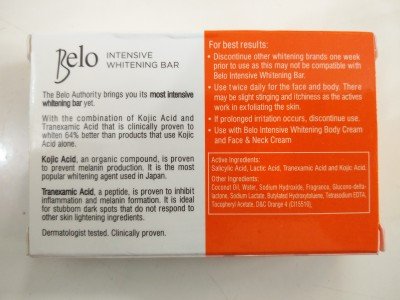 Belo INTENSIVE
WHITENING BAR
The Belo Authority brings you its most intensive
whitening bar yet.
With the combination of Kojic Acid and
Tranexamic Acid that is clinically proven to
whiten 64% better than products that use Kojic
Acid alone.
Kojic Acid, an organic compound, is proven
to prevent melanin production. It is the most
popular whitening agent used in Japan.
Tranexamic Acid, a peptide, is proven to inhibit
inflammation and melanin formation. It is ideal
for stubborn dark spots that do not respond to
other skin lightening ingredients.
Dermatologist tested. Clinically proven.
For best results:
• Discontinue other whitening brands one week
prior to use as this may not be compatible with
Belo Intensive Whitening Bar.
• Use twice daily for the face and body. There
may be slight stinging and itchiness as the actives
work in exfoliating the skin.
• If prolonged irritation occurs, discontinue use.
• Use with Belo Intensive Whitening Body Cream
and Face & Neck Cream
Active Ingredients:
Salicylic Acid, Lactic Acid, Tranexamic Acid and Kojic Acid.
Other Ingredients:
Coconut Oil, Water, Sodium Hydroxide, Fragrance, Glucono-delta-
lactone, Sodium Lactate, Butylated Hydroxytoluene, Tetrasodium EDTA,
Tocopheryl Acetate, D&C Orange 4 (CI15510).